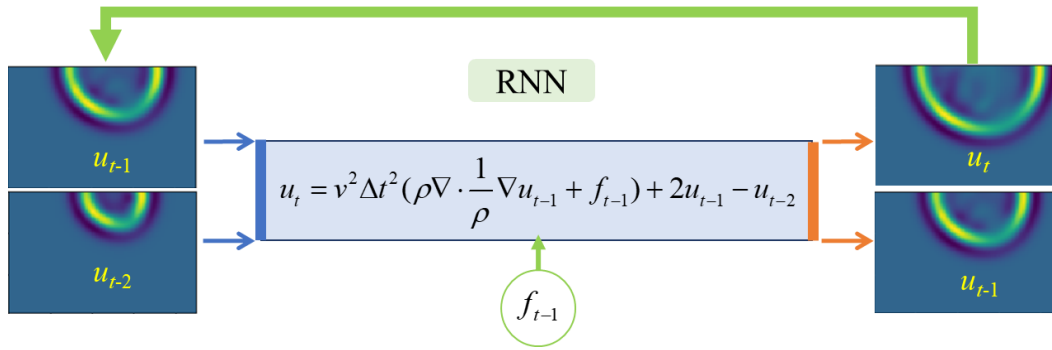 RNN
u_{t-1}
u_t
u_t = v^2 Δt^2 (ρ∇ · \frac{1}{ρ} ∇u_{t-1} + f_{t-1}) + 2u_{t-1} − u_{t-2}
u_{t-2}
u_{t-1}
f_{t−1}